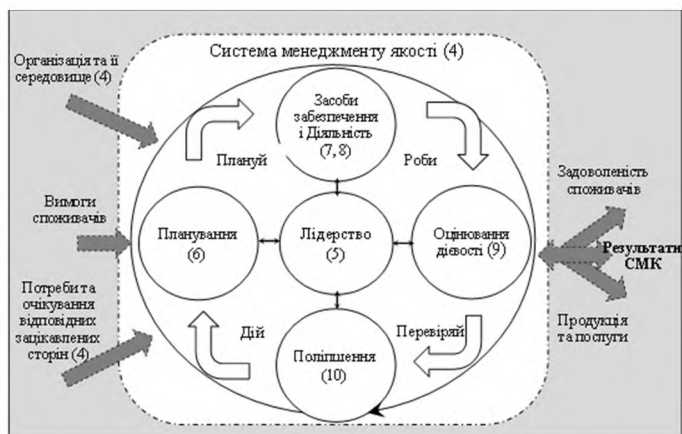 Система менеджменту якості (4)
Організація та її
середовище (4)
Засоби
забезпечення
і Діяльність
(7, 8)
Плануй
Роби
Задоволеність
споживачів
Вимоги
споживачів
Планування
(6)
Лідерство
(5)
Оцінювання
дієвості (9)
Результати
СМК
Потреби та
очікування
відповідних
зацікавлених
сторін (4)
Дій
Перевіряй
Поліпшення
(10)
Продукція
та послуги